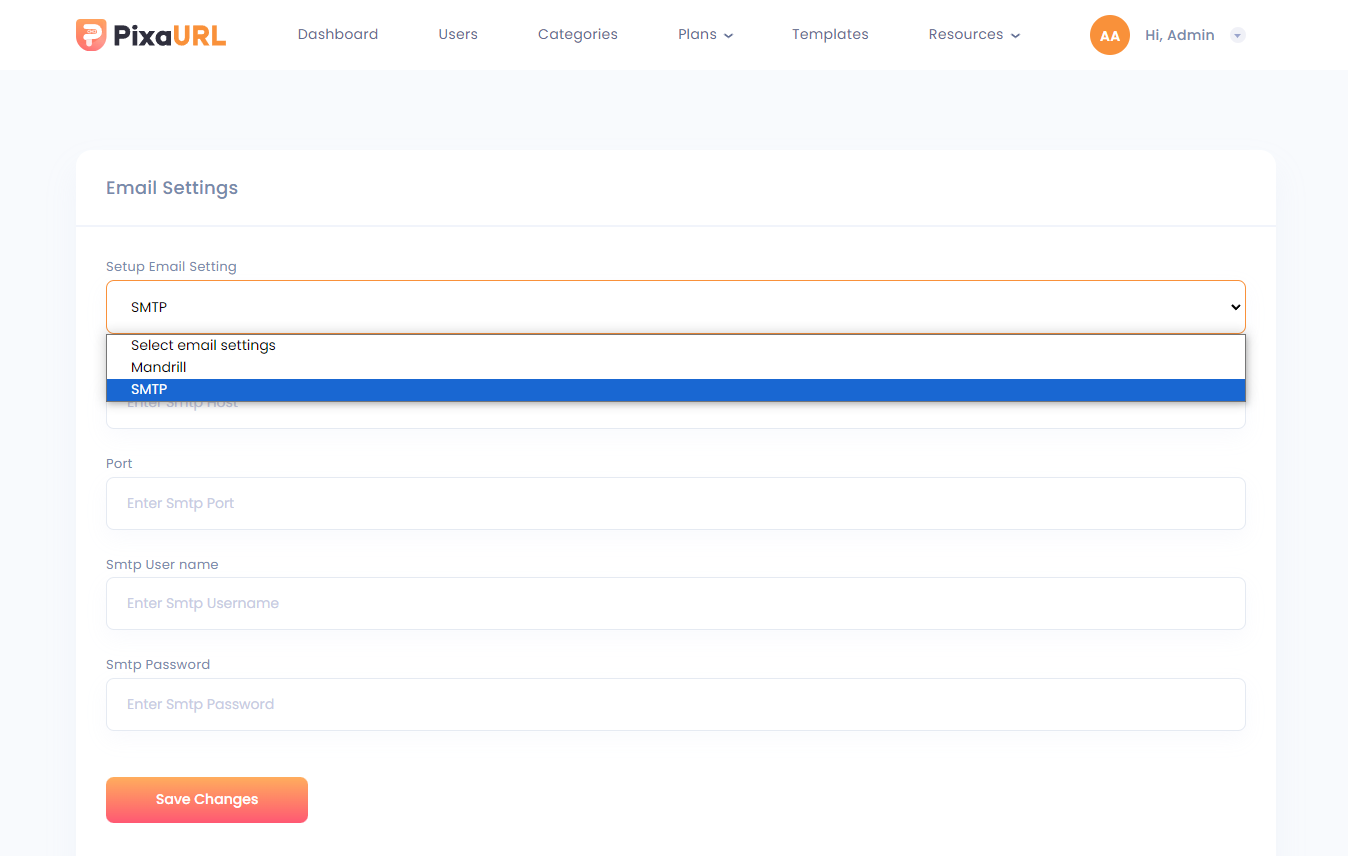 PixaURL
Dashboard
Users
Categories
Plans
Templates
Resources
AA
Hi, Admin
Email Settings
Setup Email Setting
SMTP
Select email settings
Mandrill
SMTP
Enter Smtp Host
Port
Enter Smtp Port
Smtp User name
Enter Smtp Username
Smtp Password
Enter Smtp Password
Save Changes